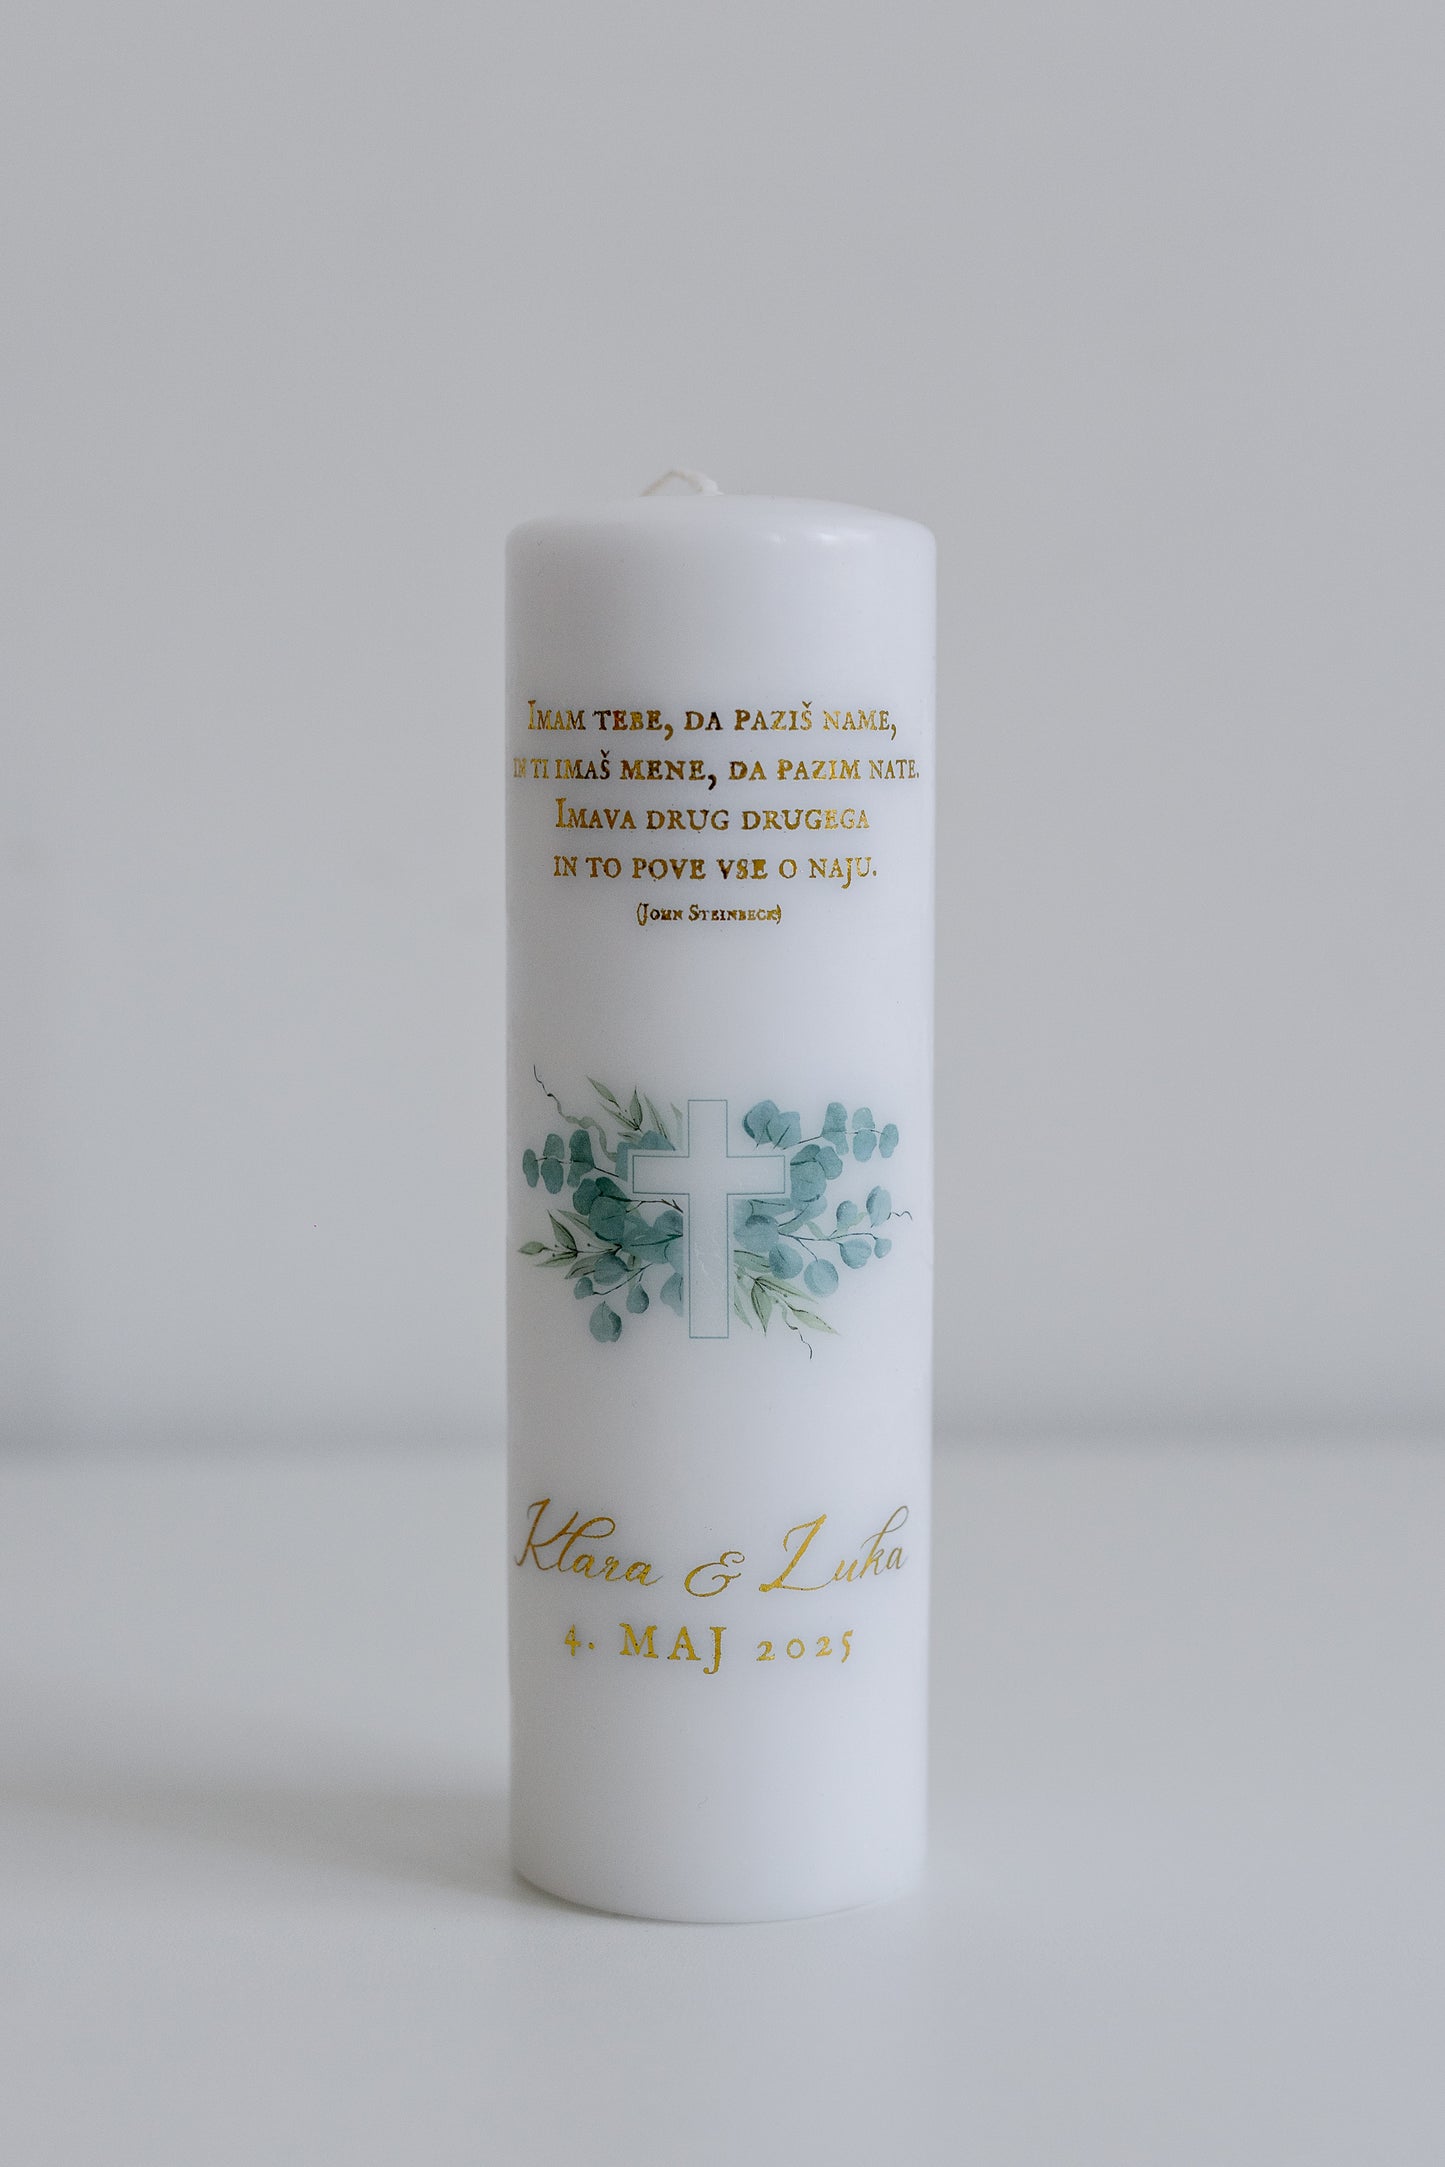 Imam tebe, da paziš name,
in ti imaš mene, da pazim nate.
Imava drug drugega
in to pove vse o naju.
(John Steinbeck)
Klara & Luka
4. MAJ 2025